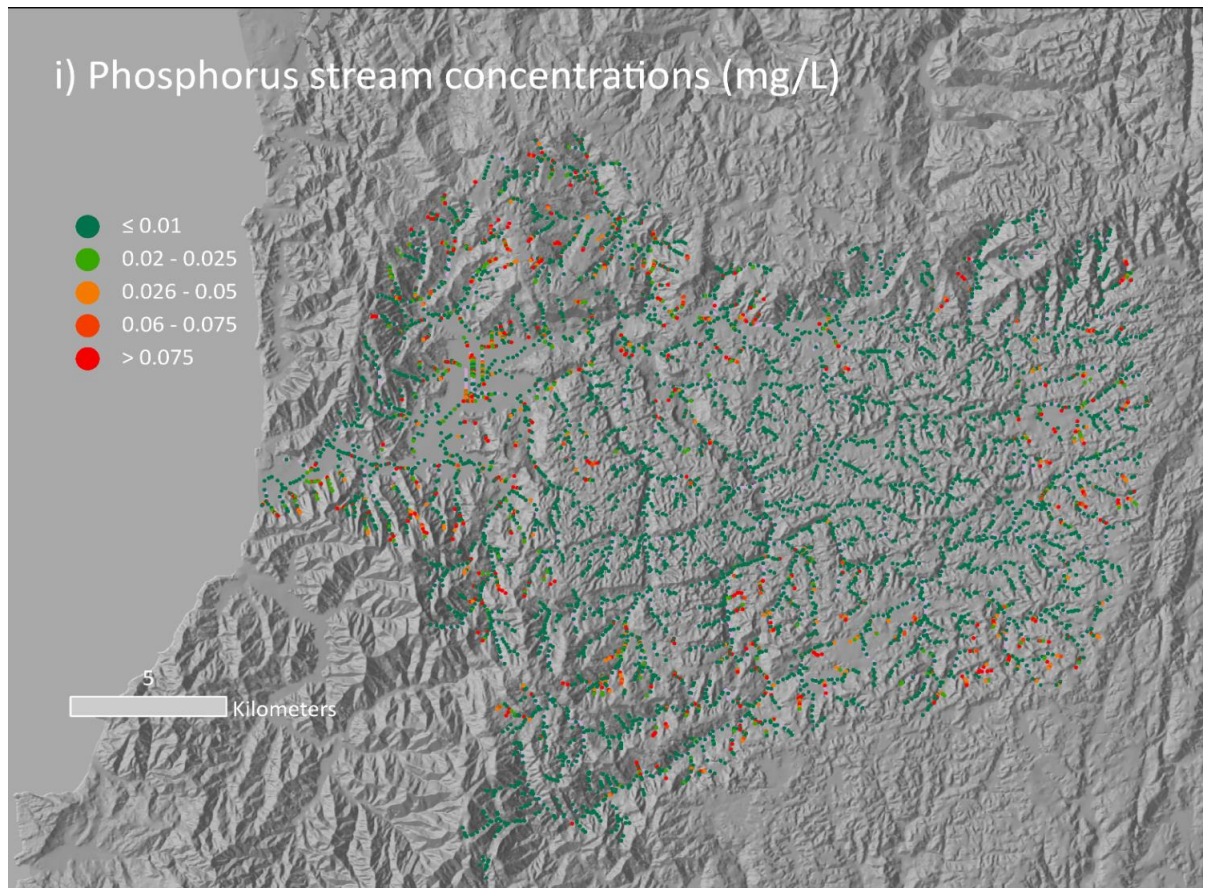 i) Phosphorus stream concentrations (mg/L)
≤ 0.01
0.02 - 0.025
0.026 - 0.05
0.06 - 0.075
> 0.075
5
Kilometers